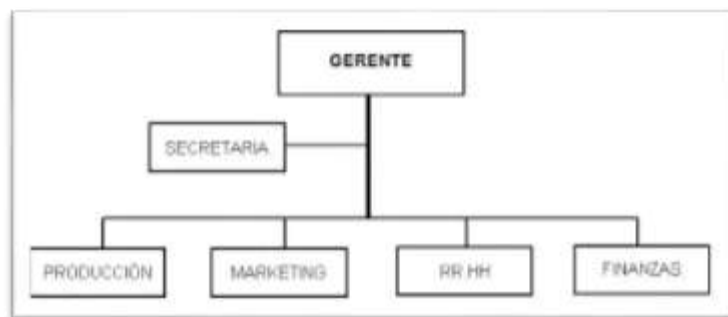 GERENTE
SECRETARIA
PRODUCCIÓN
MARKETING
RR HH
FINANZAS